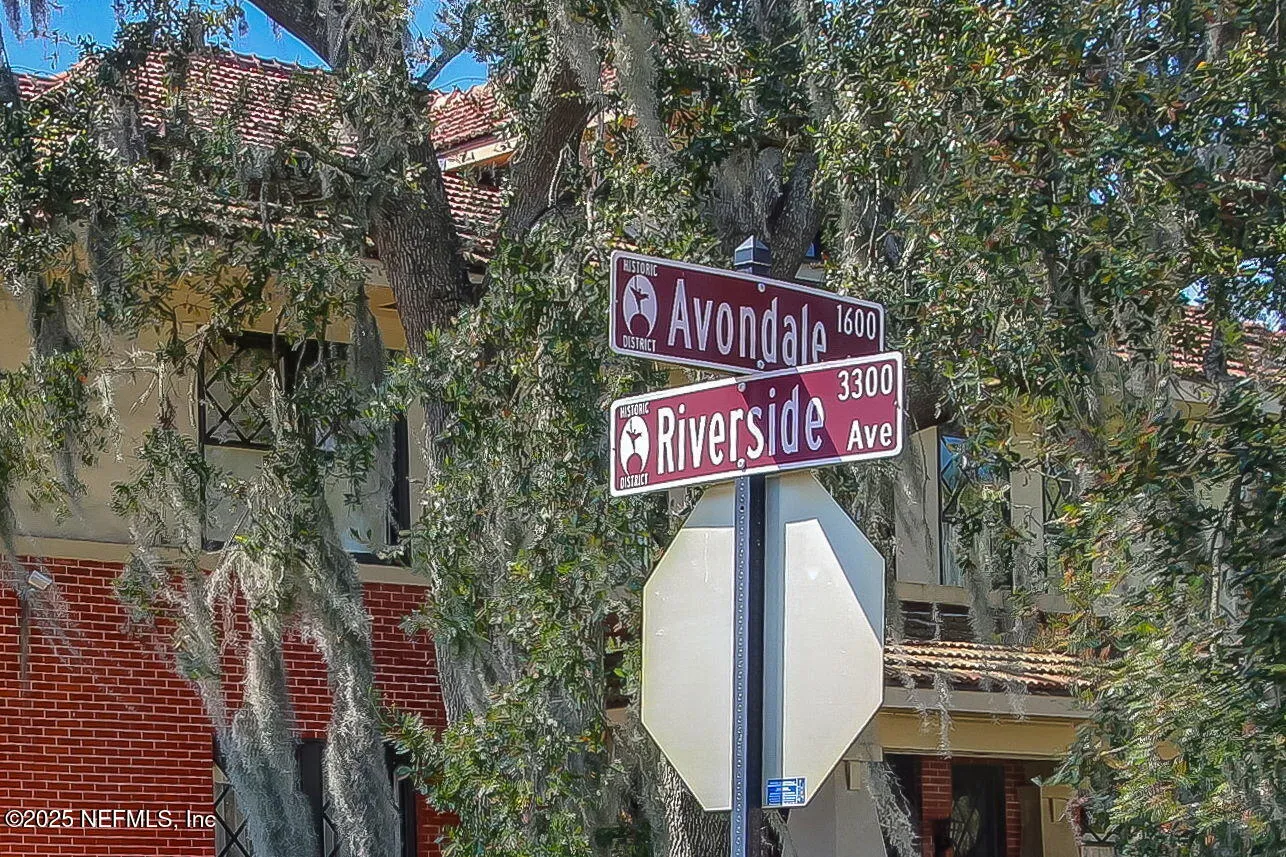 HISTORIC
DISTRICT
Avondale
1600
HISTORIC
DISTRICT
Riverside
3300
Ave
©2025 NEFMLS, Inc